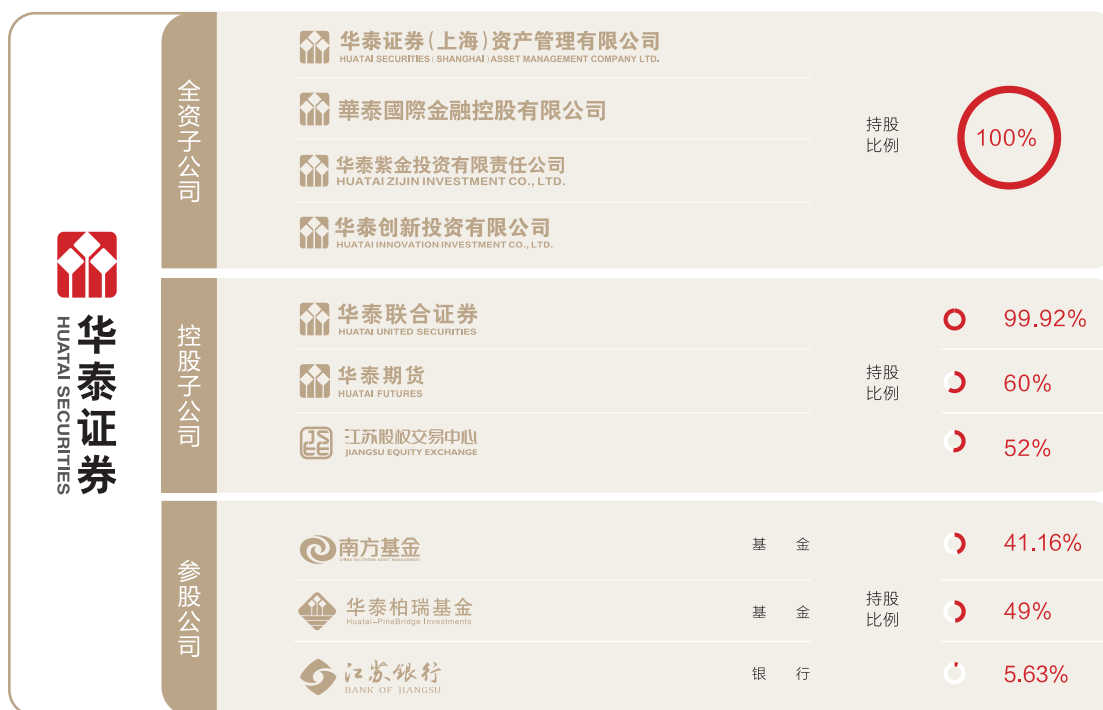 华泰证券
HUATAI SECURITIES
全资子公司
华泰证券(上海)资产管理有限公司
HUATAI SECURITIES (SHANGHAI) ASSET MANAGEMENT COMPANY LTD.
華泰國際金融控股有限公司
华泰紫金投资有限责任公司
HUATAI ZIJIN INVESTMENT CO., LTD.
华泰创新投资有限公司
HUATAI INNOVATION INVESTMENT CO., LTD.
持股
比例
100%
控股子公司
华泰联合证券
HUATAI UNITED SECURITIES
99.92%
华泰期货
HUATAI FUTURES
持股
比例
60%
JSEE
江苏股权交易中心
JIANGSU EQUITY EXCHANGE
52%
参股公司
南方基金
CHINA SOUTHERN ASSET MANAGEMENT
基 金
41.16%
华泰柏瑞基金
Huatai-PineBridge Investments
基 金
持股
比例
49%
江苏银行
BANK OF JIANGSU
银 行
5.63%